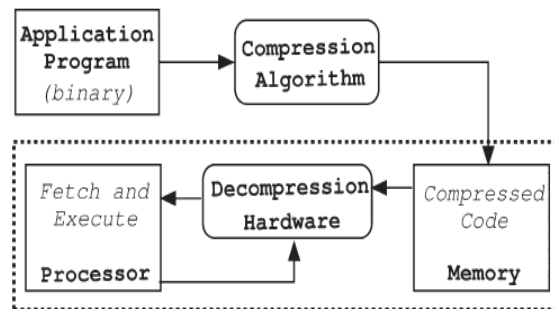 Application
Program
(binary)
Compression
Algorithm
Fetch and
Execute
Processor
Decompression
Hardware
Compressed
Code
Memory